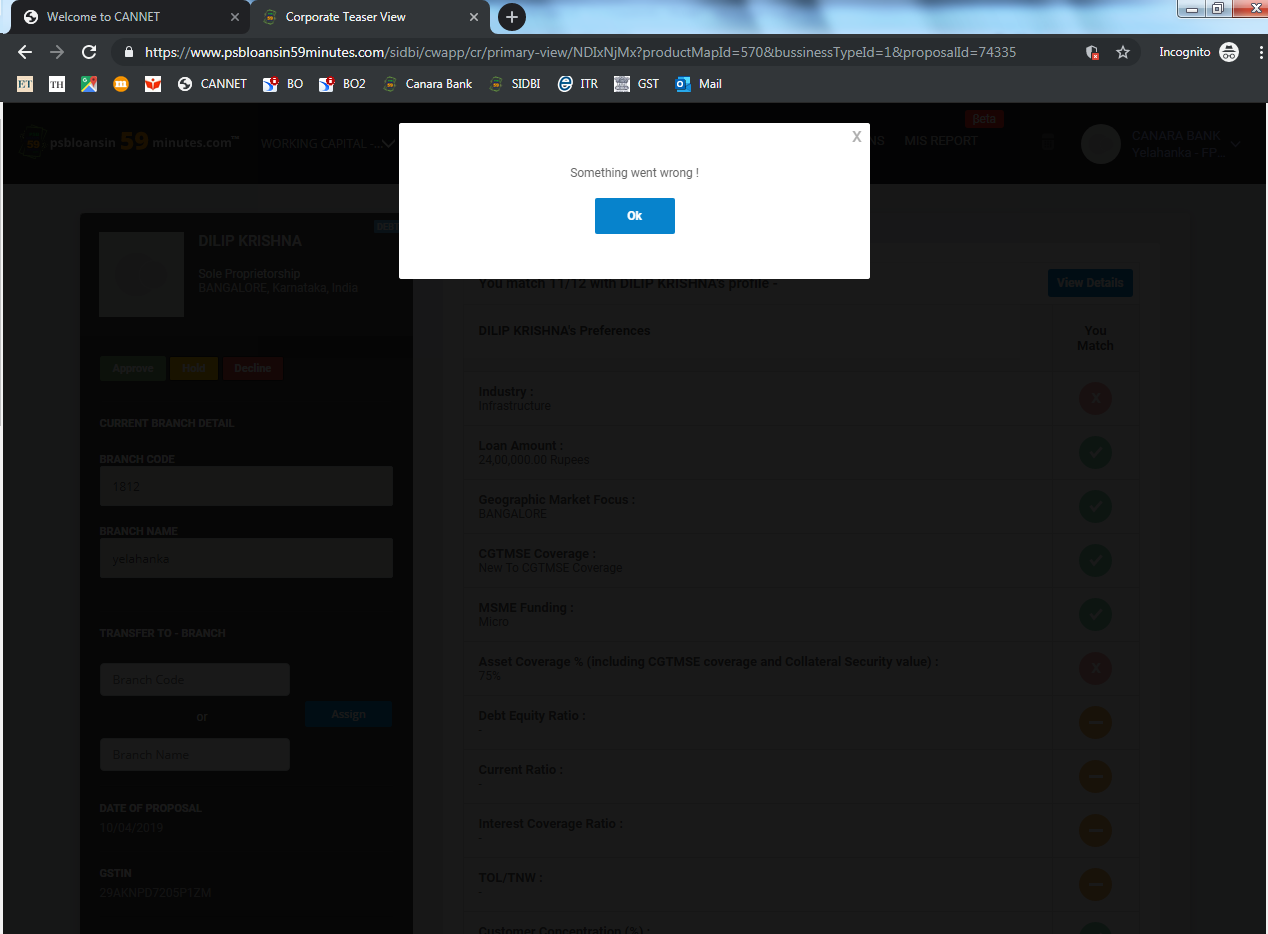 Welcome to CANNET
Corporate Teaser View
https://www.psbloansin59minutes.com/sidbi/cwapp/cr/primary-view/NDIxNjMx?productMapId=570&bussinesTypeId=1&proposalId=74335
Incognito
ET
TH
CANNET
BO
BO2
Canara Bank
SIDBI
ITR
GST
Mail
psbloansin 59 minutes.com
WORKING CAPITAL -...
NS
MIS REPORT
Beta
CANARA BANK
Yelahanka - FP...
X
Something went wrong !
Ok
DILIP KRISHNA
Sole Proprietorship
BANGALORE, Karnataka, India
Approve
Hold
Decline
CURRENT BRANCH DETAIL
BRANCH CODE
1812
BRANCH NAME
yelahanka
TRANSFER TO - BRANCH
Branch Code
or
Assign
Branch Name
DATE OF PROPOSAL
10/04/2019
GSTIN
29AKNPD7205P1ZM
You match 11/12 with DILIP KRISHNA's profile -
View Details
DILIP KRISHNA's Preferences
You
Match
Industry :
Infrastructure
X
Loan Amount :
24,00,000.00 Rupees
Geographic Market Focus :
BANGALORE
CGTMSE Coverage :
New To CGTMSE Coverage
MSME Funding :
Micro
Asset Coverage % (including CGTMSE coverage and Collateral Security value) :
75%
X
Debt Equity Ratio :
-
Current Ratio :
-
Interest Coverage Ratio :
-
TOL/TNW :
-
Customer Concentration (%) :